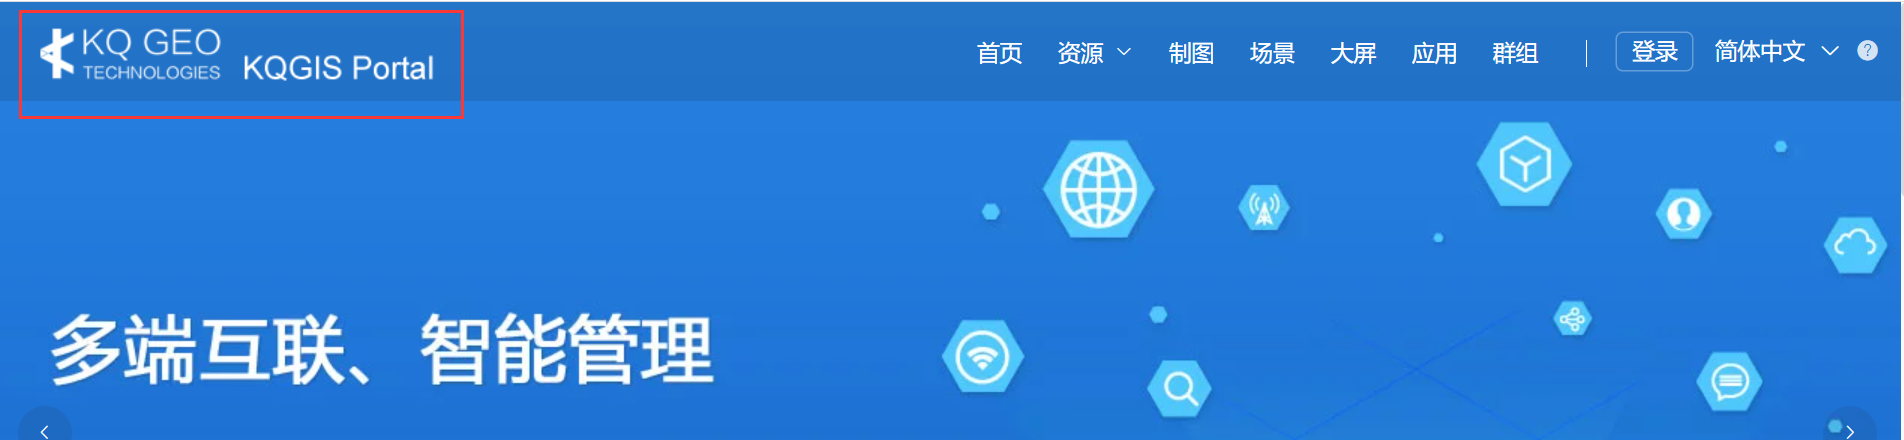 KQ GEO
TECHNOLOGIES
KQGIS Portal
首页 资源 制图 场景 大屏 应用 群组 登录 简体中文 ?
多端互联、智能管理